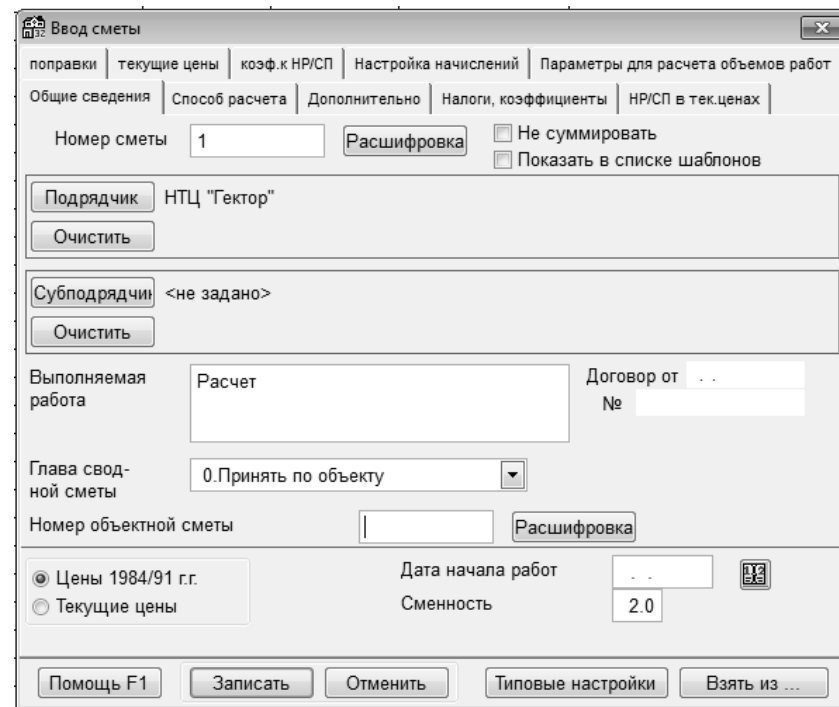 Ввод сметы
поправки текущие цены коэф.к НР/СП Настройка начислений Параметры для расчета объемов работ
Общие сведения Способ расчета Дополнительно Налоги, коэффициенты НР/СП в тек.ценах
Номер сметы 1 Расшифровка Не суммировать
Показать в списке шаблонов
Подрядчик НТЦ "Гектор"
Очистить
Субподрядчик <не задано>
Очистить
Выполняемая работа Расчет Договор от . .
№
Глава свод-
ной сметы 0.Принять по объекту
Номер объектной сметы Расшифровка
Цены 1984/91 г.г. Дата начала работ . .
Текущие цены Сменность 2.0
Помощь F1 Записать Отменить Типовые настройки Взять из ...